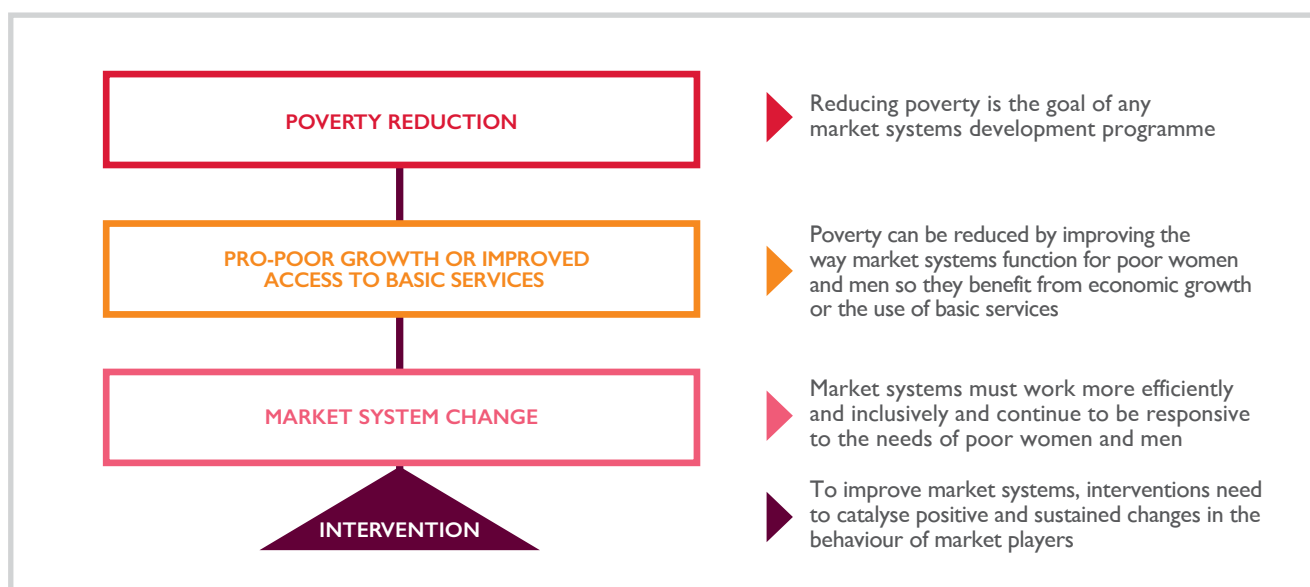 POVERTY REDUCTION
Reducing poverty is the goal of any
market systems development programme
PRO-POOR GROWTH OR IMPROVED
ACCESS TO BASIC SERVICES
Poverty can be reduced by improving the
way market systems function for poor women
and men so they benefit from economic growth
or the use of basic services
MARKET SYSTEM CHANGE
Market systems must work more efficiently
and inclusively and continue to be responsive
to the needs of poor women and men
INTERVENTION
To improve market systems, interventions need
to catalyse positive and sustained changes in the
behaviour of market players